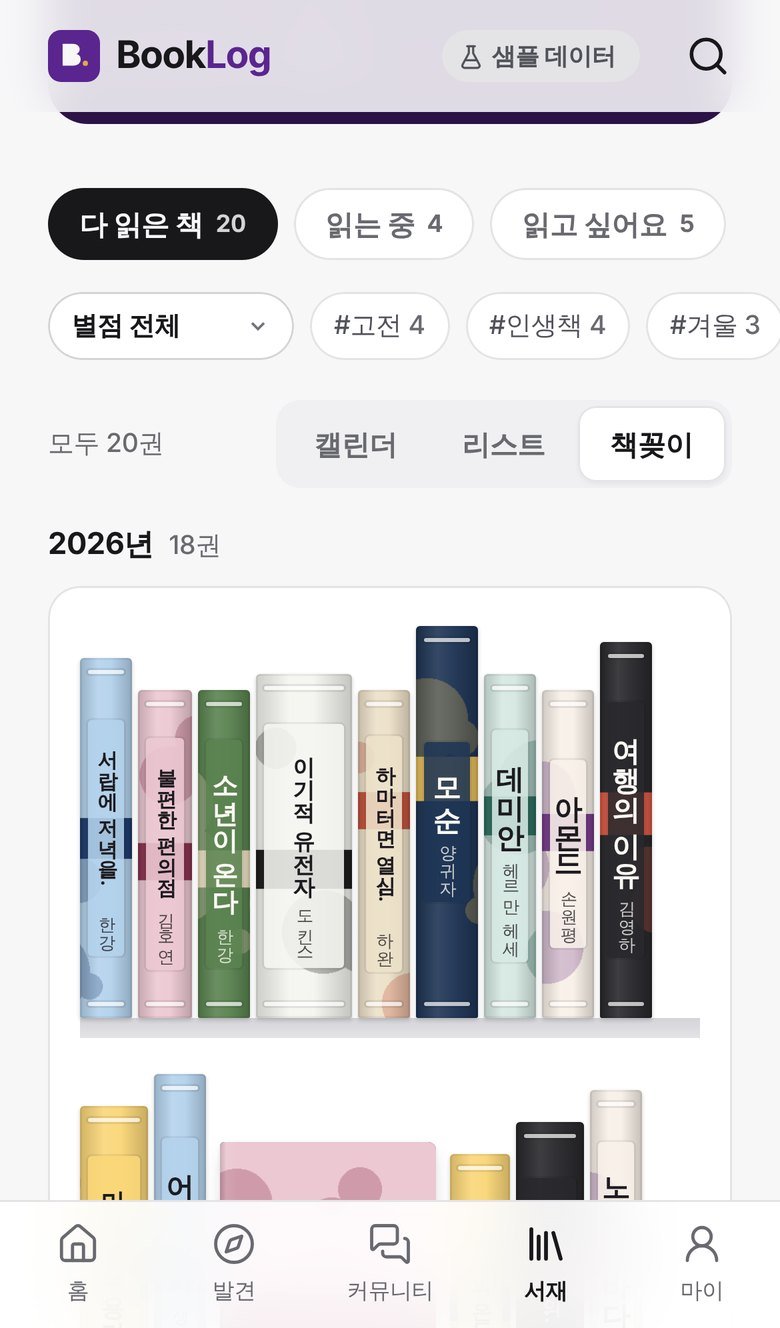 B.
BookLog
샘플 데이터
다 읽은 책 20
읽는 중 4
읽고 싶어요 5
별점 전체
#고전 4
#인생책 4
#겨울 3
모두 20권
캘린더
리스트
책꽂이
2026년 18권
서랍에 저녁을· 한강
불편한 편의점 김호연
소년이 온다 한강
이기적 유전자 도킨스
하마터면 열심· 하완
모순 양귀자
데미안 헤르만 헤세
아몬드 손원평
여행의 이유 김영하
어
노
홈
발견
커뮤니티
서재
마이